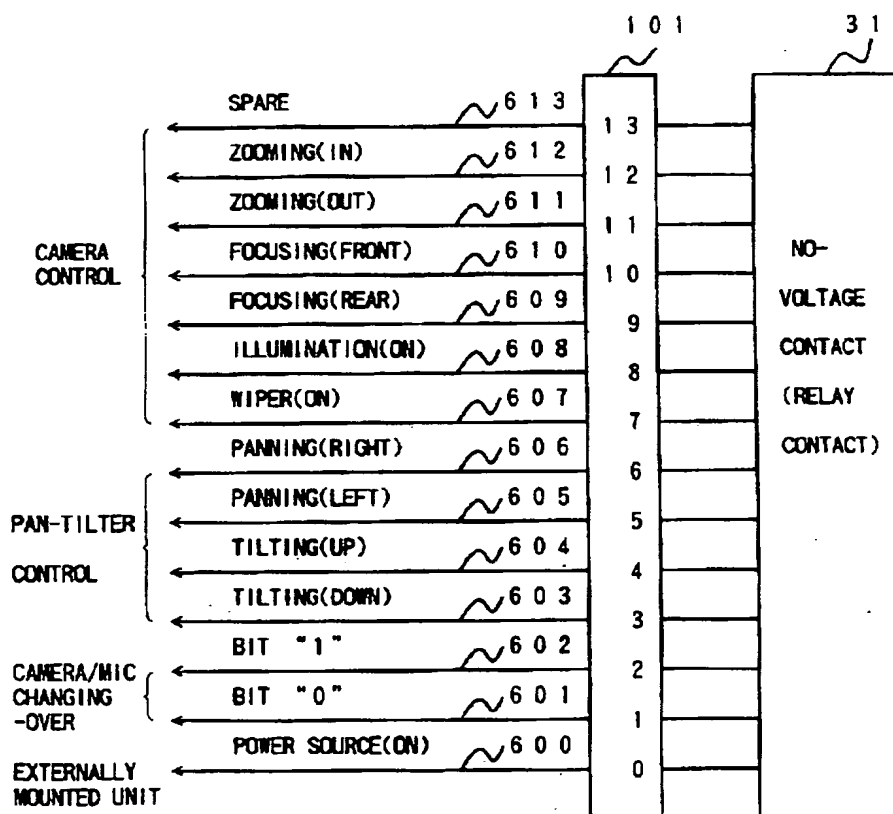 101
31
SPARE 613
13
ZOOMING(IN) 612
12
ZOOMING(OUT) 611
11
CAMERA
CONTROL
FOCUSING(FRONT) 610
10
FOCUSING(REAR) 609
9
ILLUMINATION(ON) 608
8
WIPER(ON) 607
7
NO-
VOLTAGE
CONTACT
(RELAY
CONTACT)
PANNING(RIGHT) 606
6
PAN-TILTER
CONTROL
PANNING(LEFT) 605
5
TILTING(UP) 604
4
TILTING(DOWN) 603
3
BIT "1" 602
2
CAMERA/MIC
CHANGING
-OVER
BIT "0" 601
1
POWER SOURCE(ON) 600
0
EXTERNALLY
MOUNTED UNIT